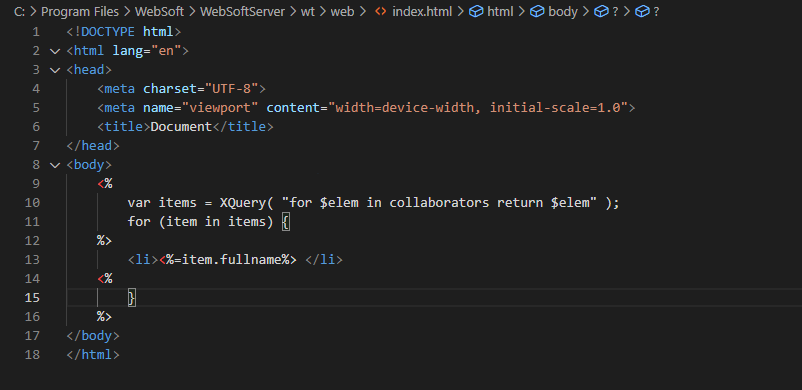 C: > Program Files > WebSoft > WebSoftServer > wt > web > <> index.html > html > body > ? > ?
1 <!DOCTYPE html>
2 <html lang="en">
3 <head>
4 <meta charset="UTF-8">
5 <meta name="viewport" content="width=device-width, initial-scale=1.0">
6 <title>Document</title>
7 </head>
8 <body>
9 <%
10 var items = XQuery( "for $elem in collaborators return $elem" );
11 for (item in items) {
12 %>
13 <li><%=item.fullname%> </li>
14 <%
15 }
16 %>
17 </body>
18 </html>